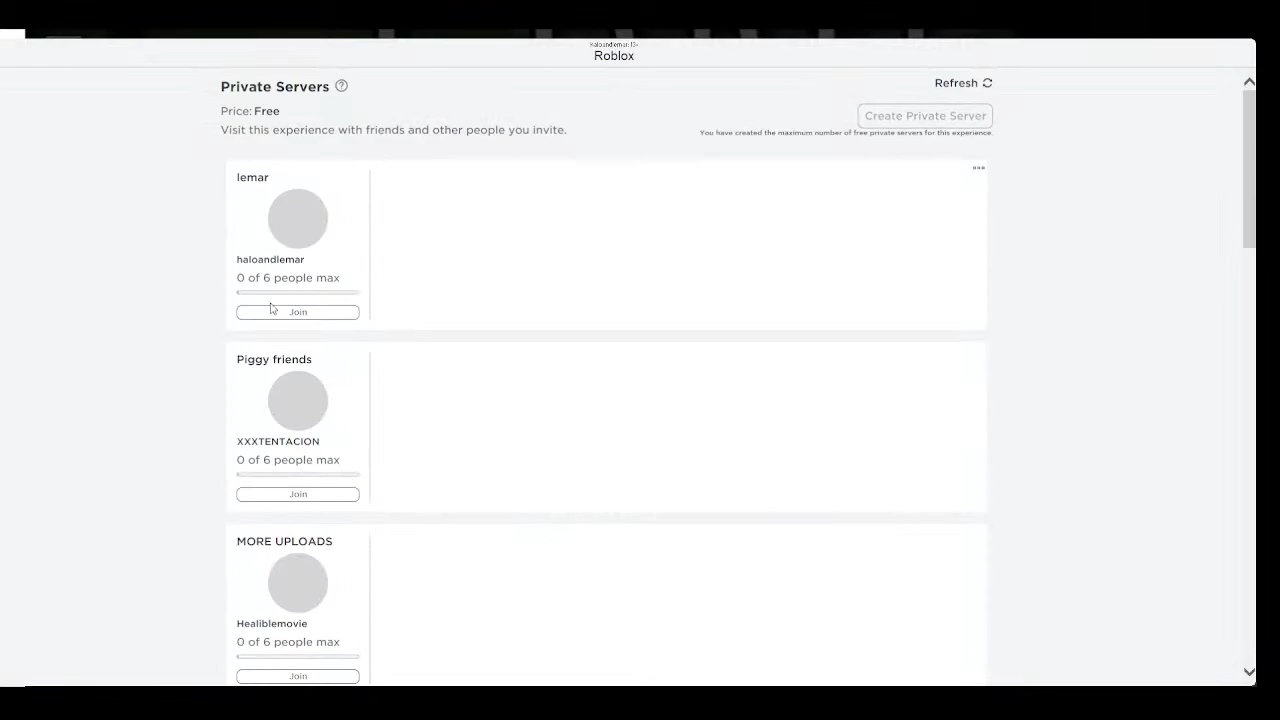 haloandlemar: 13+
Roblox
Private Servers
Refresh
Price: Free
Create Private Server
Visit this experience with friends and other people you invite.
You have created the maximum number of free private servers for this experience.
lemar
haloandlemar
0 of 6 people max
Join
Piggy friends
XXXTENTACION
0 of 6 people max
Join
MORE UPLOADS
Healiblemovie
0 of 6 people max
Join